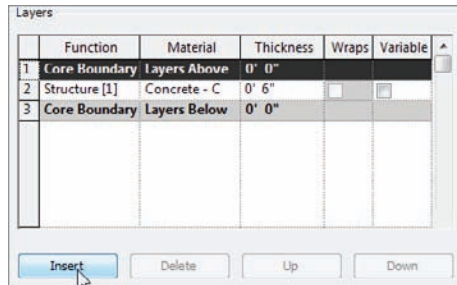 Layers
Function Material Thickness Wraps Variable
1 Core Boundary Layers Above 0' 0"
2 Structure [1] Concrete - C 0' 6"
3 Core Boundary Layers Below 0' 0"
Insert Delete Up Down